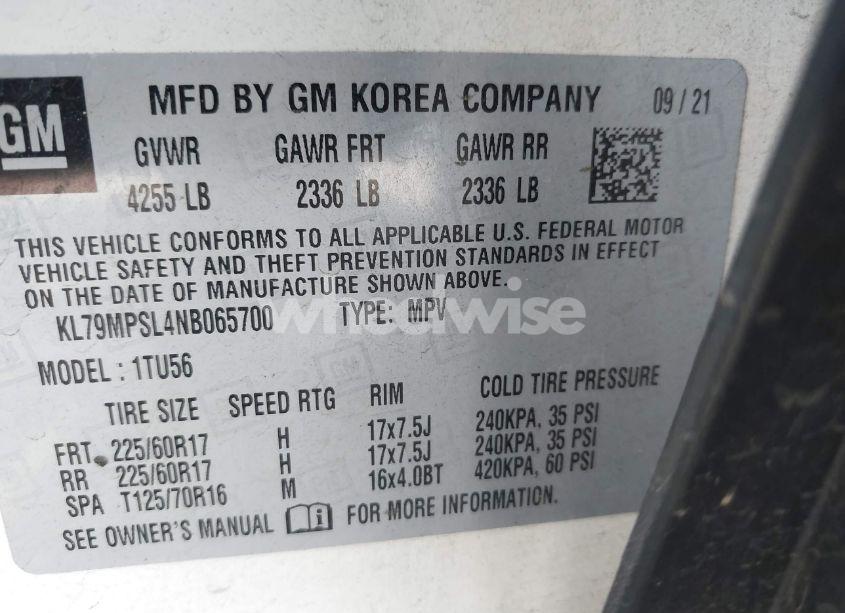 GM
MFD BY GM KOREA COMPANY 09 / 21
GVWR GAWR FRT GAWR RR
4255 LB 2336 LB 2336 LB
THIS VEHICLE CONFORMS TO ALL APPLICABLE U.S. FEDERAL MOTOR
VEHICLE SAFETY AND THEFT PREVENTION STANDARDS IN EFFECT
ON THE DATE OF MANUFACTURE SHOWN ABOVE.
KL79MPSL4NB065700 TYPE: MPV
wheelwise
MODEL : 1TU56
TIRE SIZE SPEED RTG RIM COLD TIRE PRESSURE
FRT 225/60R17 H 17x7.5J 240KPA, 35 PSI
RR 225/60R17 H 17x7.5J 240KPA, 35 PSI
SPA T125/70R16 M 16x4.0BT 420KPA, 60 PSI
SEE OWNER'S MANUAL FOR MORE INFORMATION.